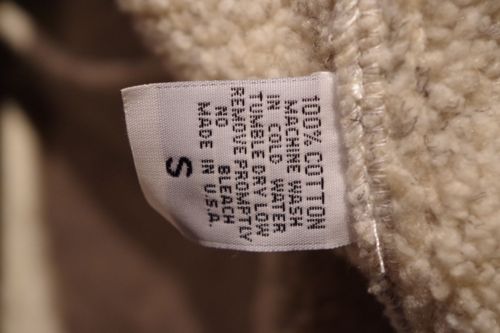 100% COTTON
MACHINE WASH
IN COLD WATER
TUMBLE DRY LOW
REMOVE PROMPTLY
NO BLEACH
MADE IN U.S.A.
S